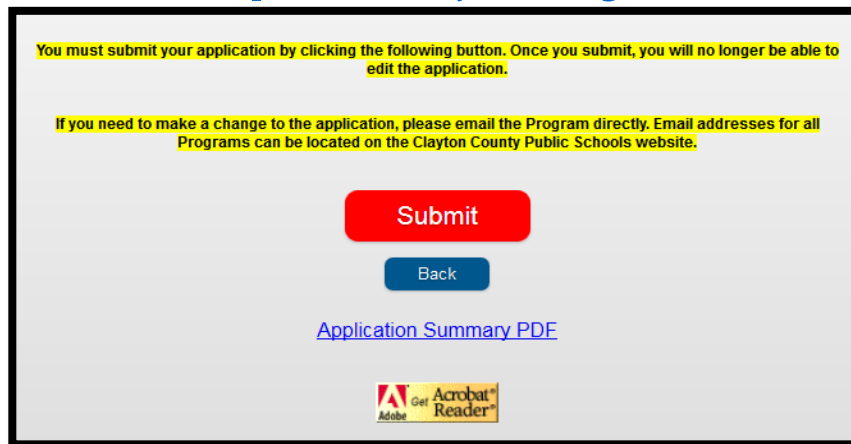 You must submit your application by clicking the following button. Once you submit, you will no longer be able to
edit the application.
If you need to make a change to the application, please email the Program directly. Email addresses for all
Programs can be located on the Clayton County Public Schools website.
Submit
Back
Application Summary PDF
Adobe Get Acrobat®
Reader®